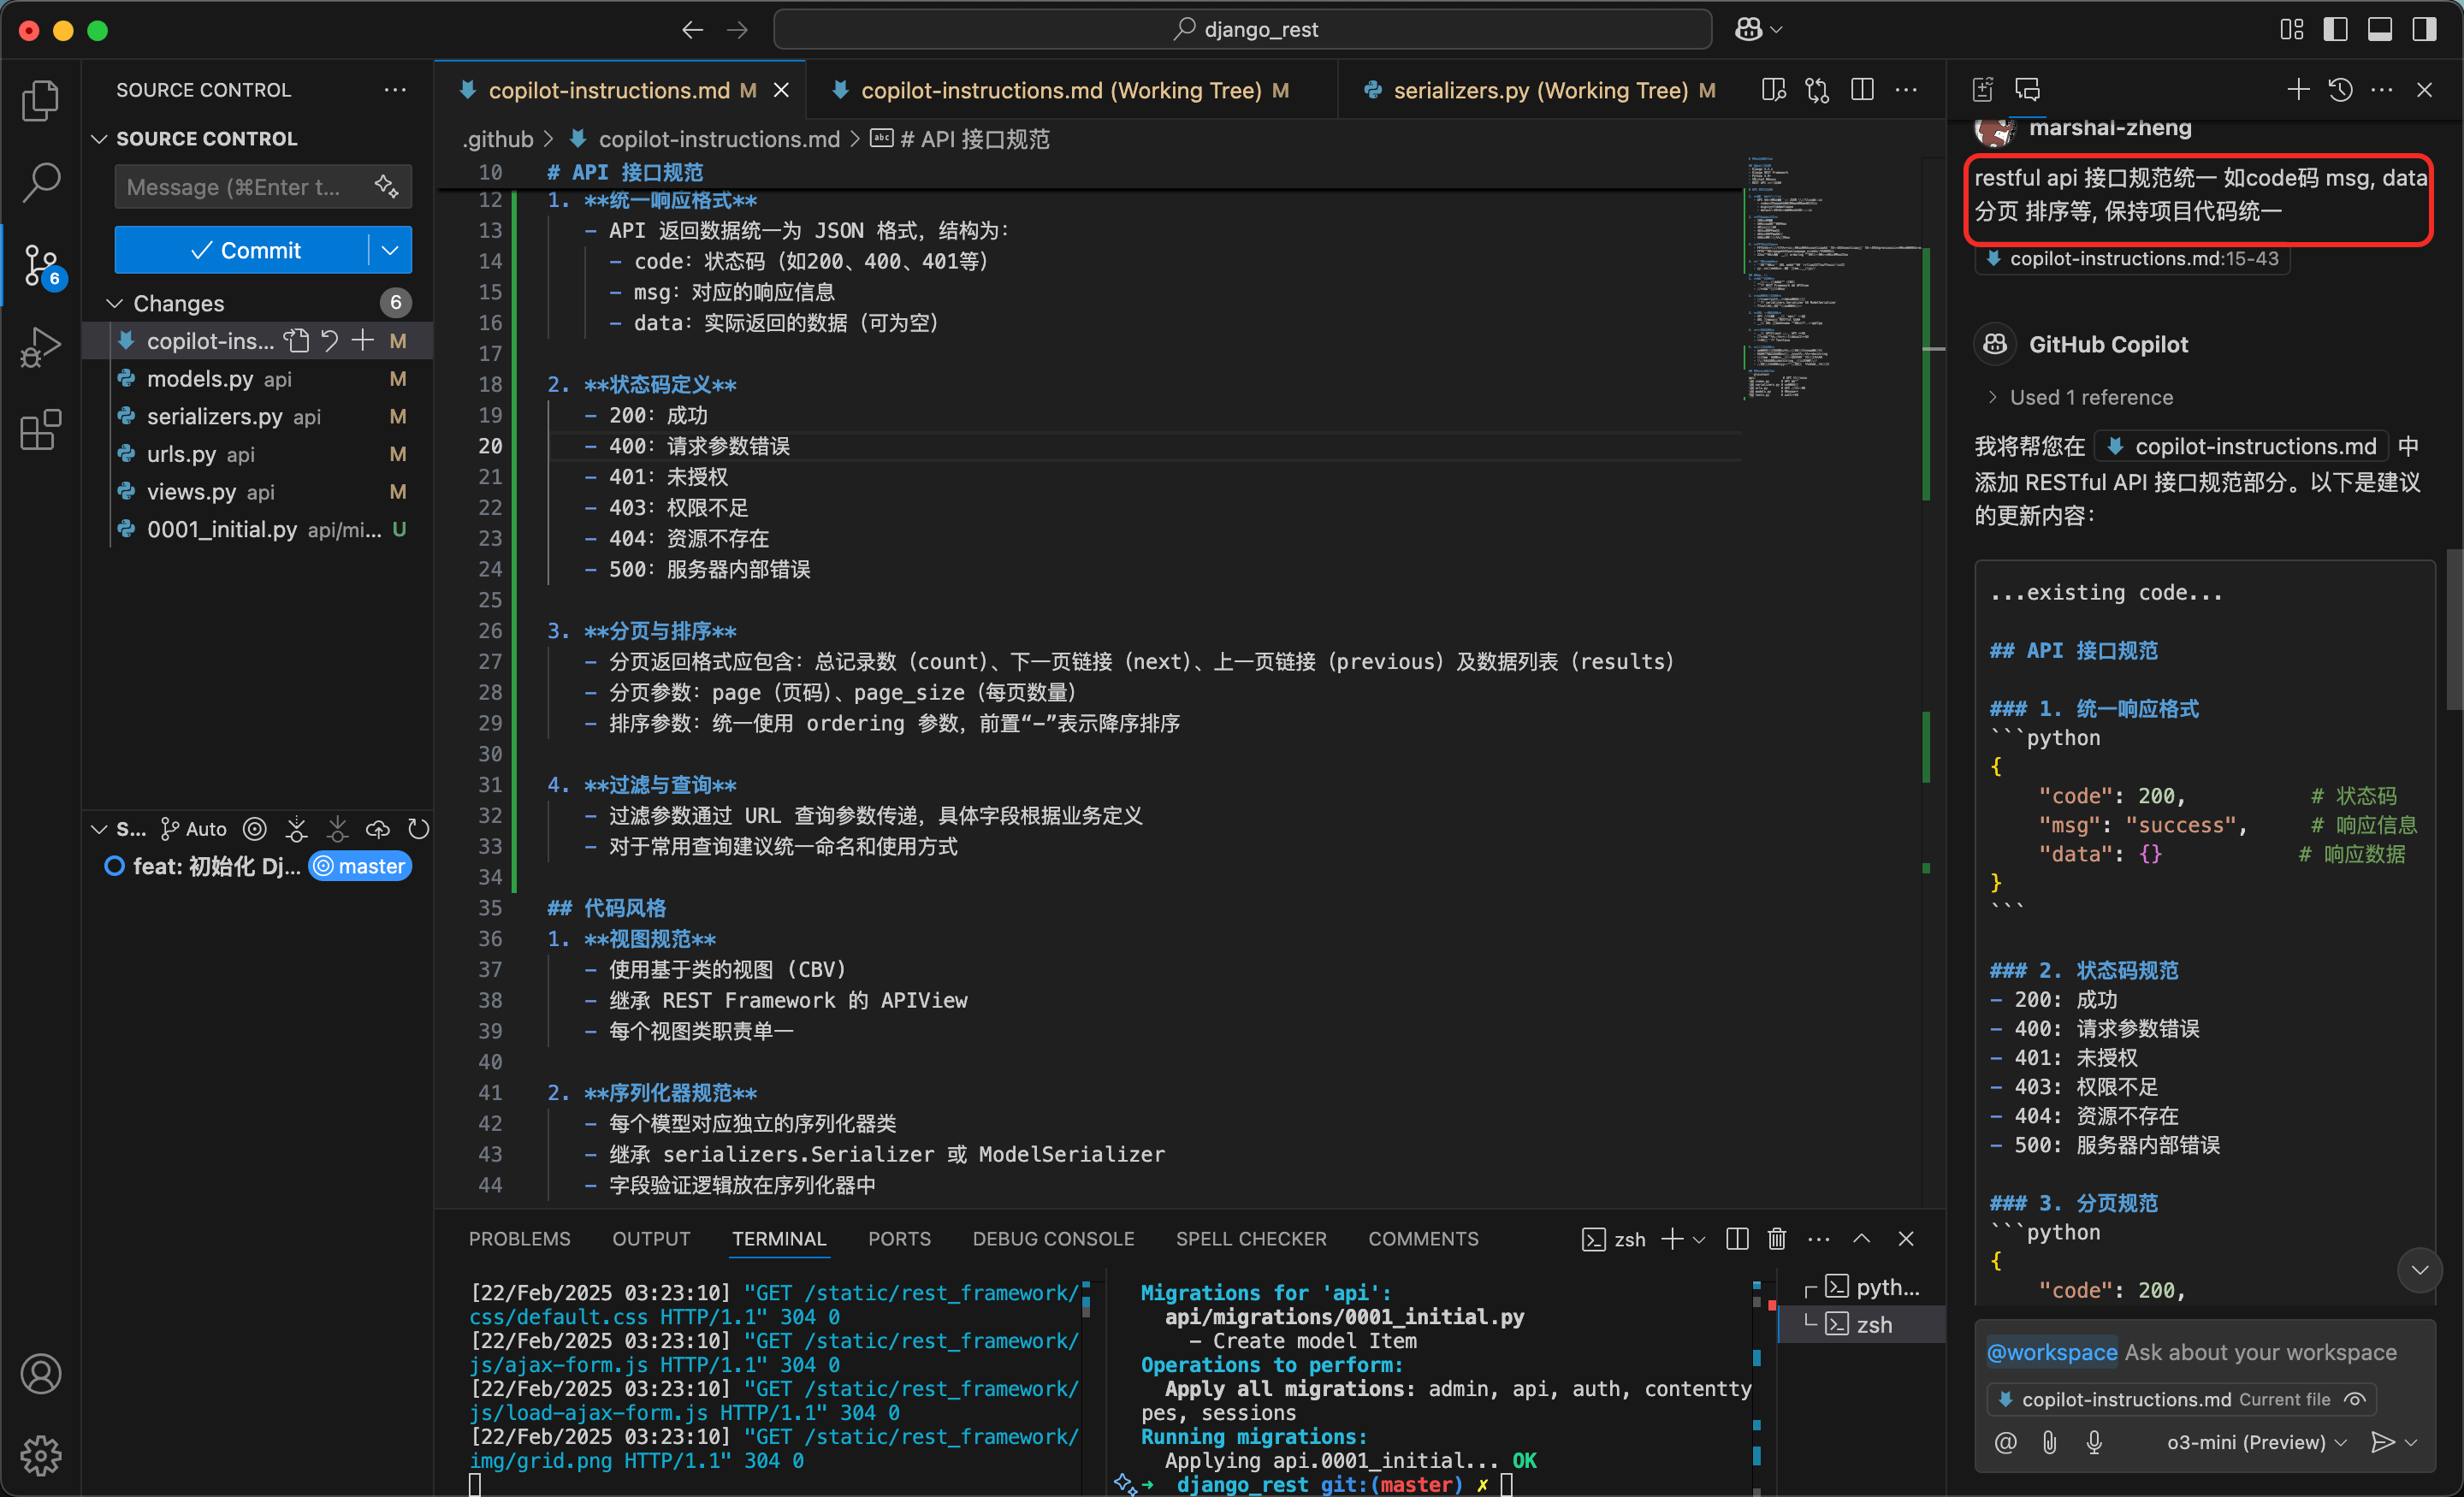 django_rest
SOURCE CONTROL
SOURCE CONTROL
Message (⌘Enter t...
Commit
Changes 6
copilot-ins... M
models.py api M
serializers.py api M
urls.py api M
views.py api M
0001_initial.py api/mi... U
6
S... Auto
feat: 初始化 Dj... master
copilot-instructions.md M
copilot-instructions.md (Working Tree) M
serializers.py (Working Tree) M
.github > copilot-instructions.md > # API 接口规范
10 # API 接口规范
12 1. **统一响应格式**
13 - API 返回数据统一为 JSON 格式，结构为：
14 - code：状态码（如200、400、401等）
15 - msg：对应的响应信息
16 - data：实际返回的数据（可为空）
17
18 2. **状态码定义**
19 - 200：成功
20 - 400：请求参数错误
21 - 401：未授权
22 - 403：权限不足
23 - 404：资源不存在
24 - 500：服务器内部错误
25
26 3. **分页与排序**
27 - 分页返回格式应包含：总记录数（count）、下一页链接（next）、上一页链接（previous）及数据列表（results）
28 - 分页参数：page（页码）、page_size（每页数量）
29 - 排序参数：统一使用 ordering 参数，前置“-”表示降序排序
30
31 4. **过滤与查询**
32 - 过滤参数通过 URL 查询参数传递，具体字段根据业务定义
33 - 对于常用查询建议统一命名和使用方式
34
35 ## 代码风格
36 1. **视图规范**
37 - 使用基于类的视图 (CBV)
38 - 继承 REST Framework 的 APIView
39 - 每个视图类职责单一
40
41 2. **序列化器规范**
42 - 每个模型对应独立的序列化器类
43 - 继承 serializers.Serializer 或 ModelSerializer
44 - 字段验证逻辑放在序列化器中
PROBLEMS OUTPUT TERMINAL PORTS DEBUG CONSOLE SPELL CHECKER COMMENTS
zsh
[22/Feb/2025 03:23:10] "GET /static/rest_framework/
css/default.css HTTP/1.1" 304 0
[22/Feb/2025 03:23:10] "GET /static/rest_framework/
js/ajax-form.js HTTP/1.1" 304 0
[22/Feb/2025 03:23:10] "GET /static/rest_framework/
js/load-ajax-form.js HTTP/1.1" 304 0
[22/Feb/2025 03:23:10] "GET /static/rest_framework/
img/grid.png HTTP/1.1" 304 0
Migrations for 'api':
api/migrations/0001_initial.py
- Create model Item
Operations to perform:
Apply all migrations: admin, api, auth, contentty
pes, sessions
Running migrations:
Applying api.0001_initial... OK
➜ django_rest git:(master) ✗
pyth...
zsh
marshal-zheng
restful api 接口规范统一 如code码 msg, data
分页 排序等, 保持项目代码统一
copilot-instructions.md:15-43
GitHub Copilot
Used 1 reference
我将帮您在 copilot-instructions.md 中
添加 RESTful API 接口规范部分。以下是建议
的更新内容：
...existing code...
## API 接口规范
### 1. 统一响应格式
```python
{
"code": 200, # 状态码
"msg": "success", # 响应信息
"data": {} # 响应数据
}
```
### 2. 状态码规范
- 200: 成功
- 400: 请求参数错误
- 401: 未授权
- 403: 权限不足
- 404: 资源不存在
- 500: 服务器内部错误
### 3. 分页规范
```python
{
"code": 200,
@workspace Ask about your workspace
copilot-instructions.md Current file
o3-mini (Preview)